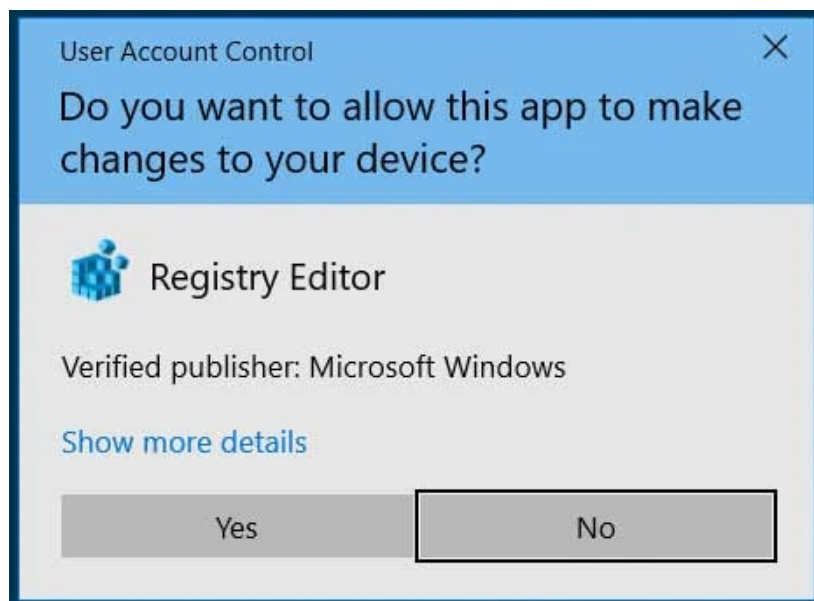 User Account Control
Do you want to allow this app to make
changes to your device?
Registry Editor
Verified publisher: Microsoft Windows
Show more details
Yes
No